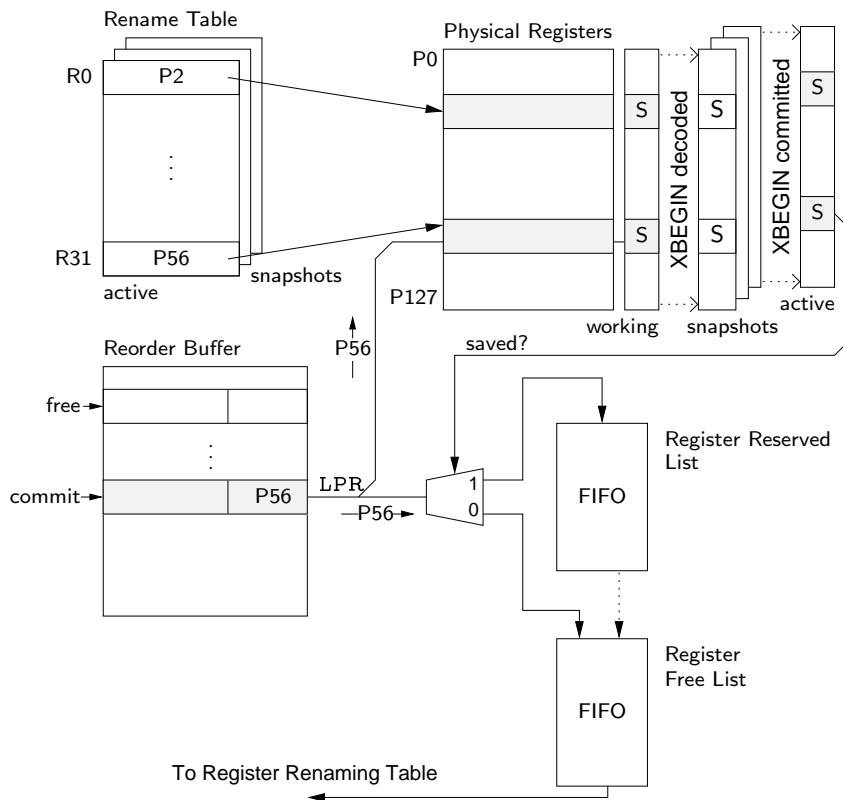 Rename Table
R0
P2
R31
P56
active
snapshots
Physical Registers
P0
P127
S
S
working
XBEGIN decoded
S
S
snapshots
XBEGIN committed
S
S
active
Reorder Buffer
free
commit
P56
LPR
P56
P56
saved?
1
0
FIFO
Register Reserved
List
FIFO
Register
Free List
To Register Renaming Table